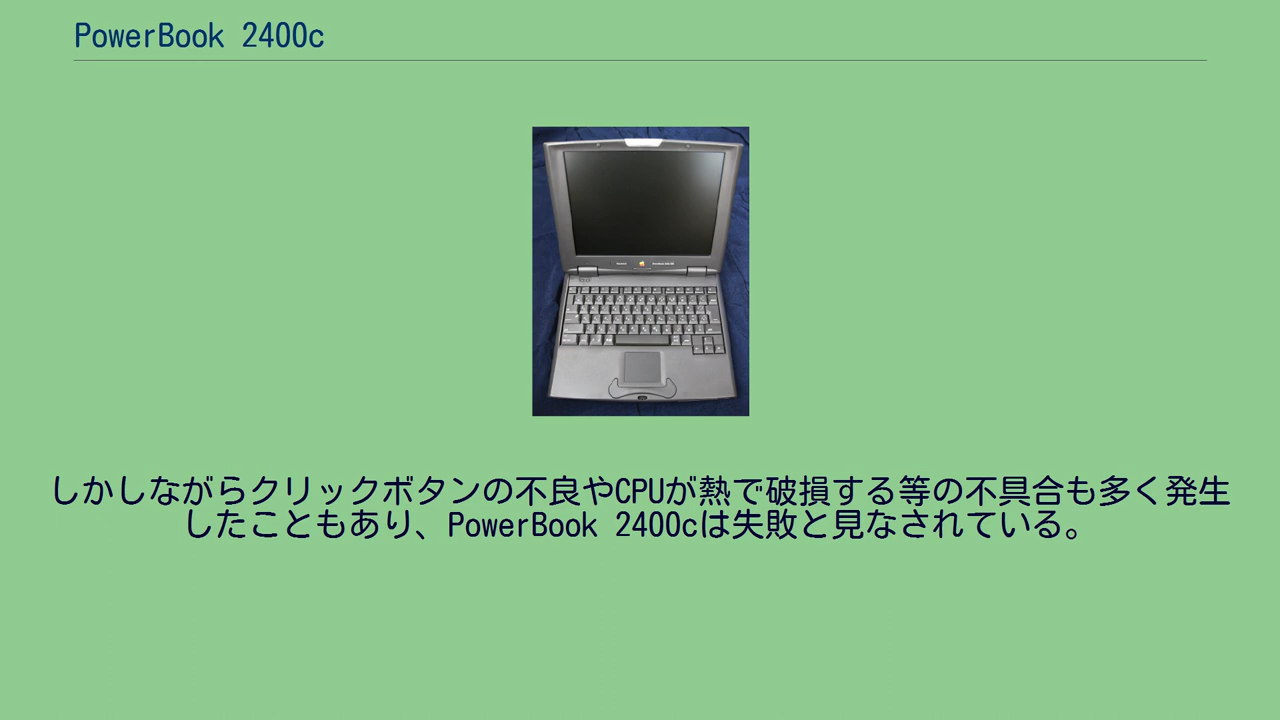 PowerBook 2400c
しかしながらクリックボタンの不良やCPUが熱で破損する等の不具合も多く発生
したこともあり、PowerBook 2400cは失敗と見なされている。